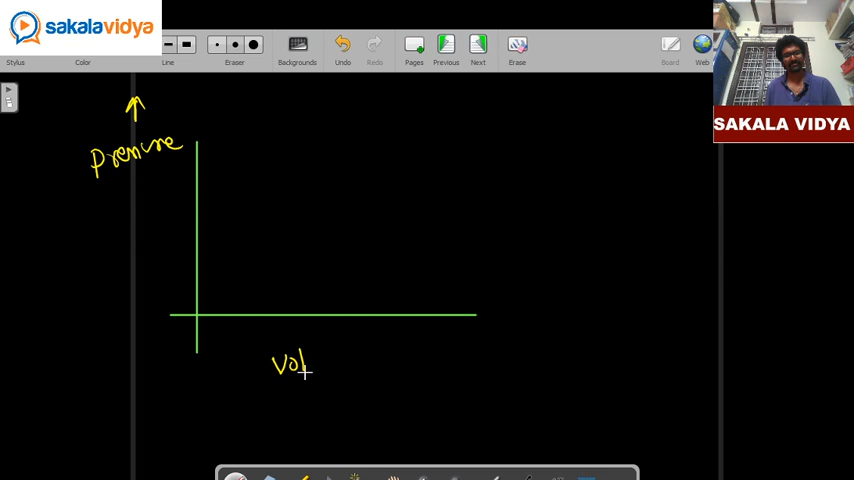 sakalavidya
Stylus Color Line Eraser Backgrounds Undo Redo Pages Previous Next Erase Board Web
SAKALA VIDYA
Pressure
Vol